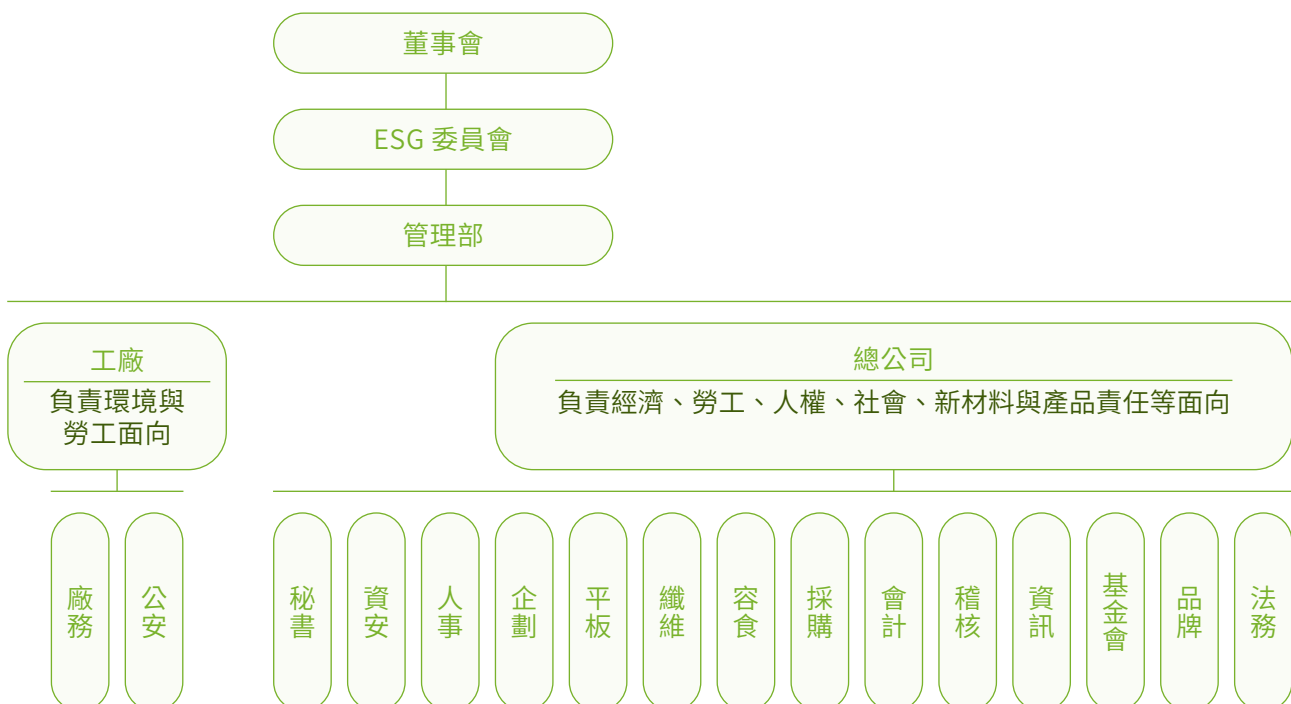 董事會
ESG 委員會
管理部
工廠
負責環境與
勞工面向
總公司
負責經濟、勞工、人權、社會、新材料與產品責任等面向
廠務
公安
秘書
資安
人事
企劃
平板
纖維
容食
採購
會計
稽核
資訊
基金會
品牌
法務